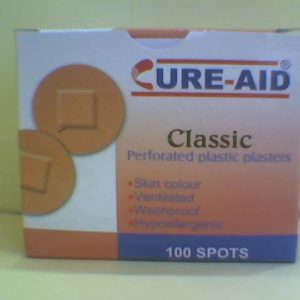 CURE-AID®
Classic
Perforated plastic plasters
•Skin colour
•Ventilated
•Washproof
•Hypoallergenic
100 SPOTS